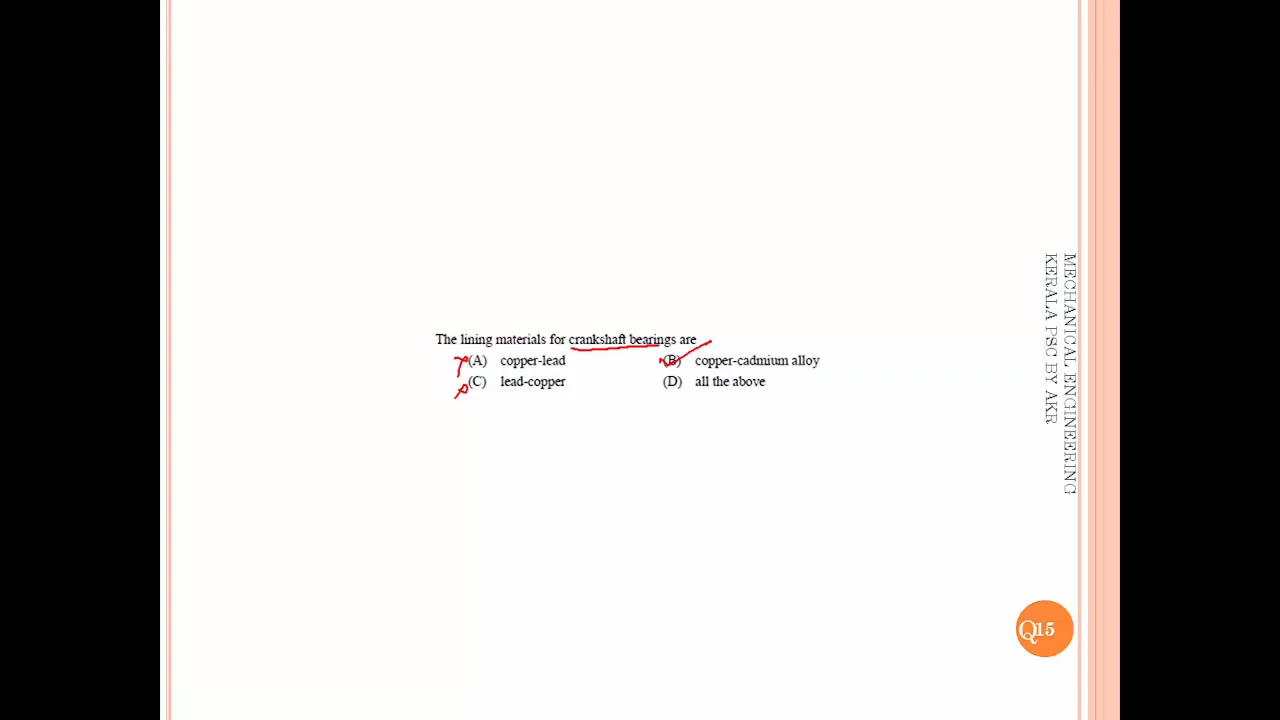 The lining materials for crankshaft bearings are
(A) copper-lead (B) copper-cadmium alloy
(C) lead-copper (D) all the above
MECHANICAL ENGINEERING
KERALA PSC BY AKR
Q15